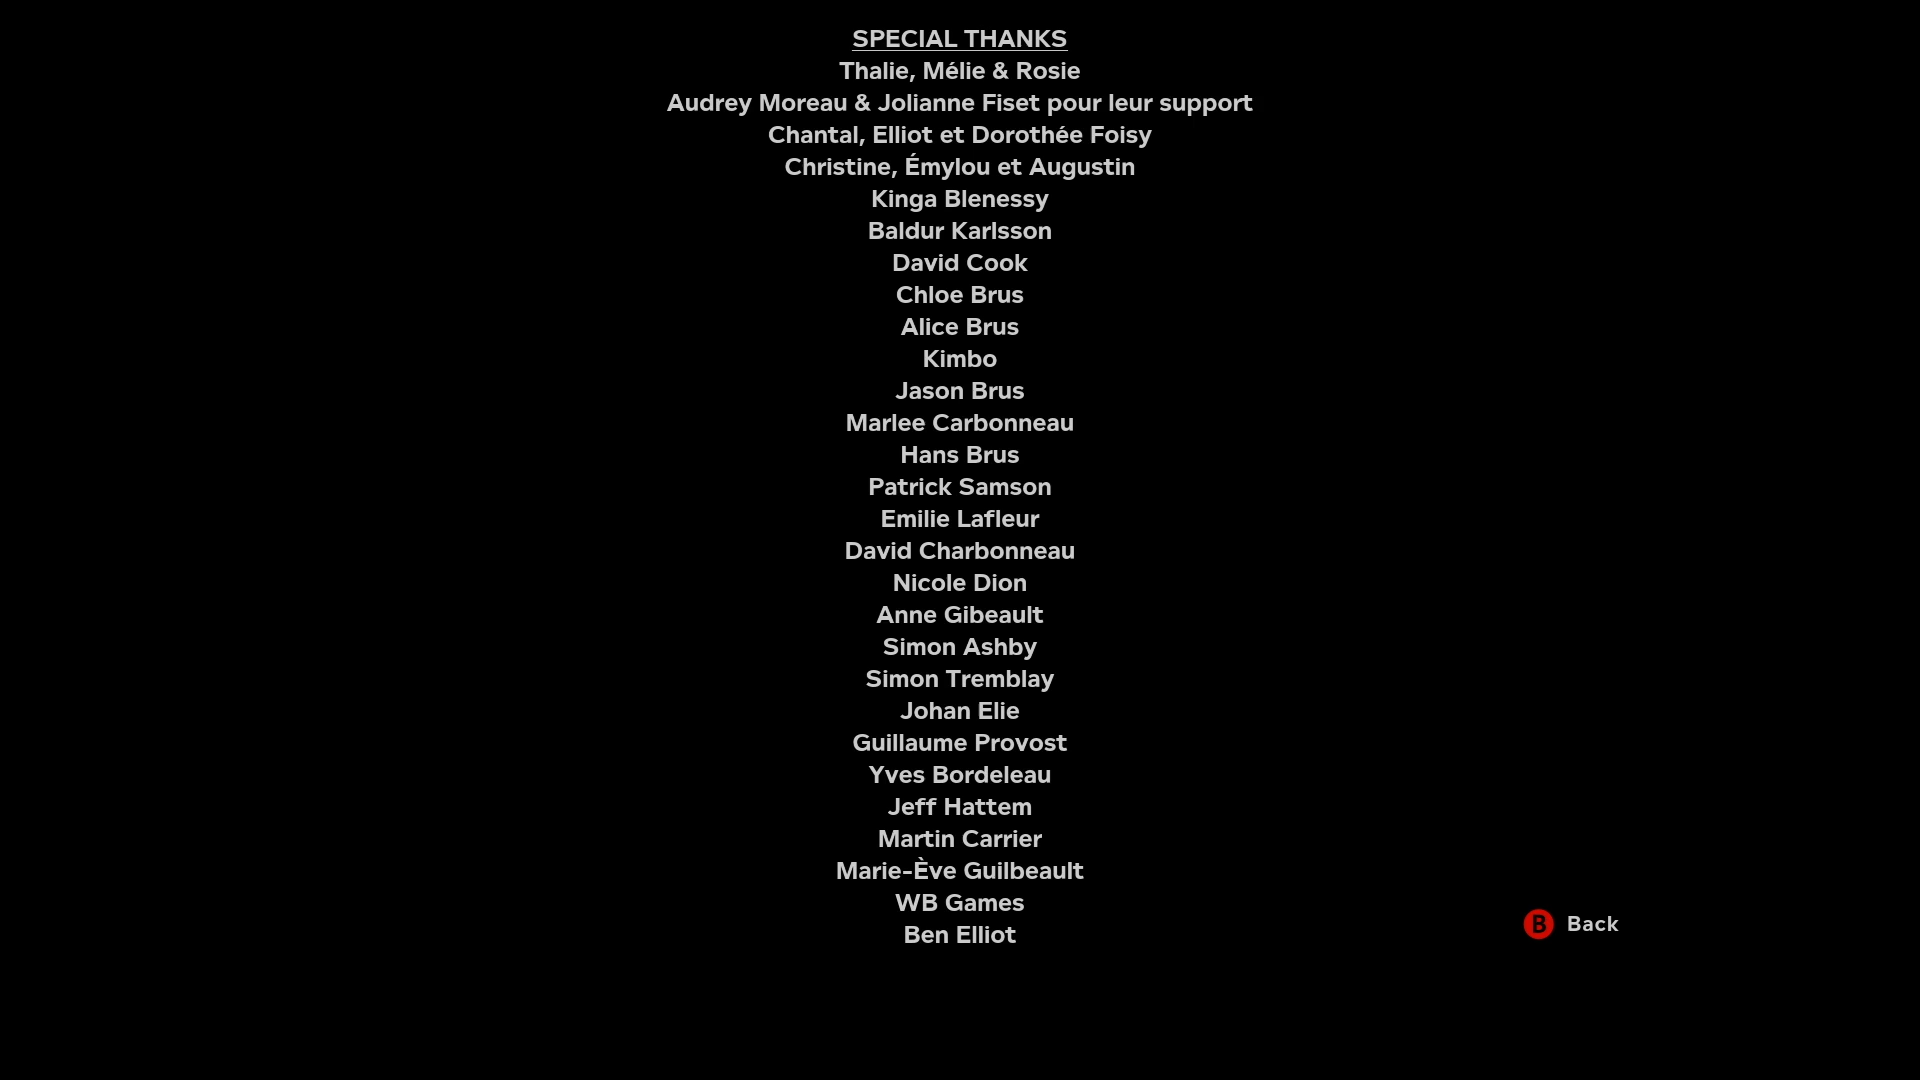 SPECIAL THANKS
Thalie, Mélie & Rosie
Audrey Moreau & Jolianne Fiset pour leur support
Chantal, Elliot et Dorothée Foisy
Christine, Émylou et Augustin
Kinga Blenessy
Baldur Karlsson
David Cook
Chloe Brus
Alice Brus
Kimbo
Jason Brus
Marlee Carbonneau
Hans Brus
Patrick Samson
Emilie Lafleur
David Charbonneau
Nicole Dion
Anne Gibeault
Simon Ashby
Simon Tremblay
Johan Elie
Guillaume Provost
Yves Bordeleau
Jeff Hattem
Martin Carrier
Marie-Ève Guilbeault
WB Games
Ben Elliot
B Back